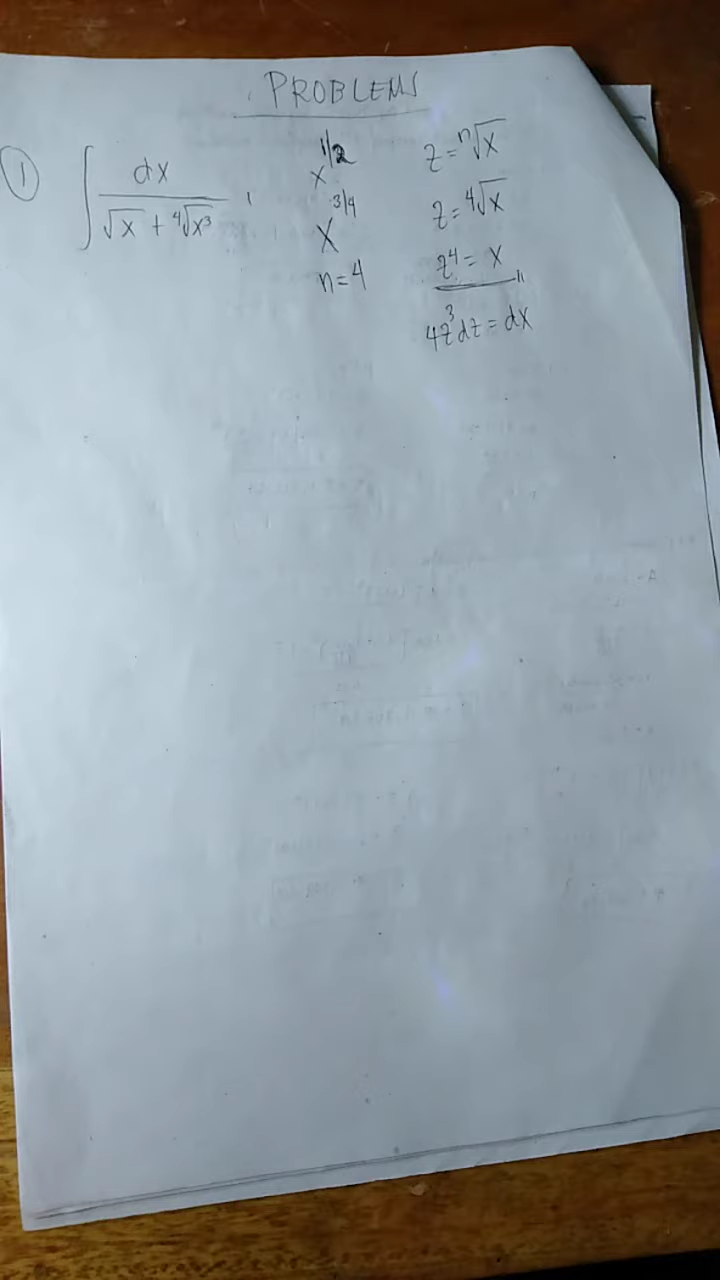 PROBLEMS
① ∫ dx / (√x + ⁴√x³) ,
x^1/2
x^3/4
n=4
z = ⁿ√x
z = ⁴√x
z⁴ = x
4z³dz = dx